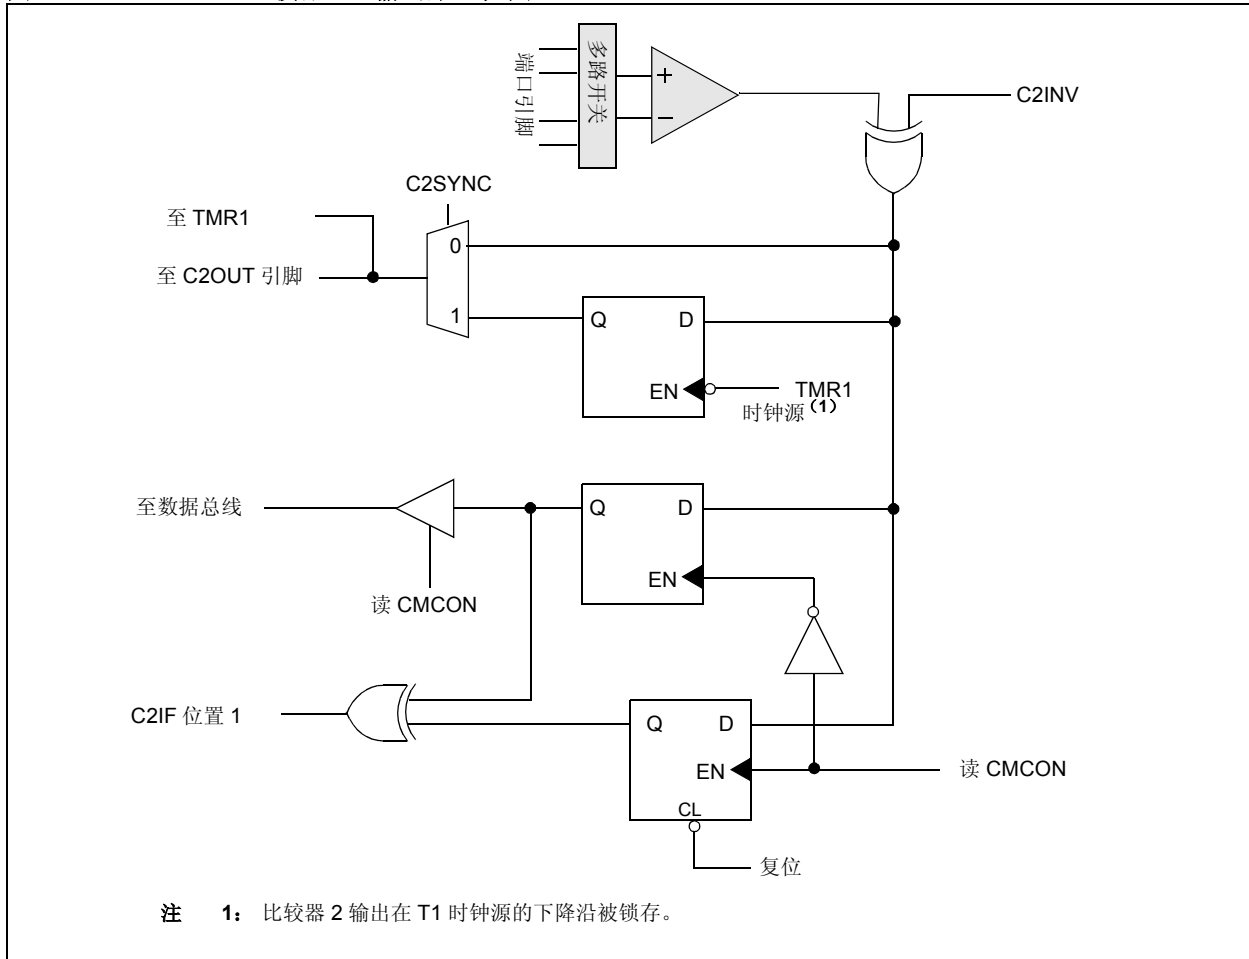 多路开关
端口引脚
+
−
C2INV
C2SYNC
至 TMR1
0
至 C2OUT 引脚
1
Q D
EN
TMR1
时钟源(1)
至数据总线
Q D
EN
读 CMCON
C2IF 位置 1
Q D
EN
读 CMCON
CL
复位
注 1: 比较器 2 输出在 T1 时钟源的下降沿被锁存。